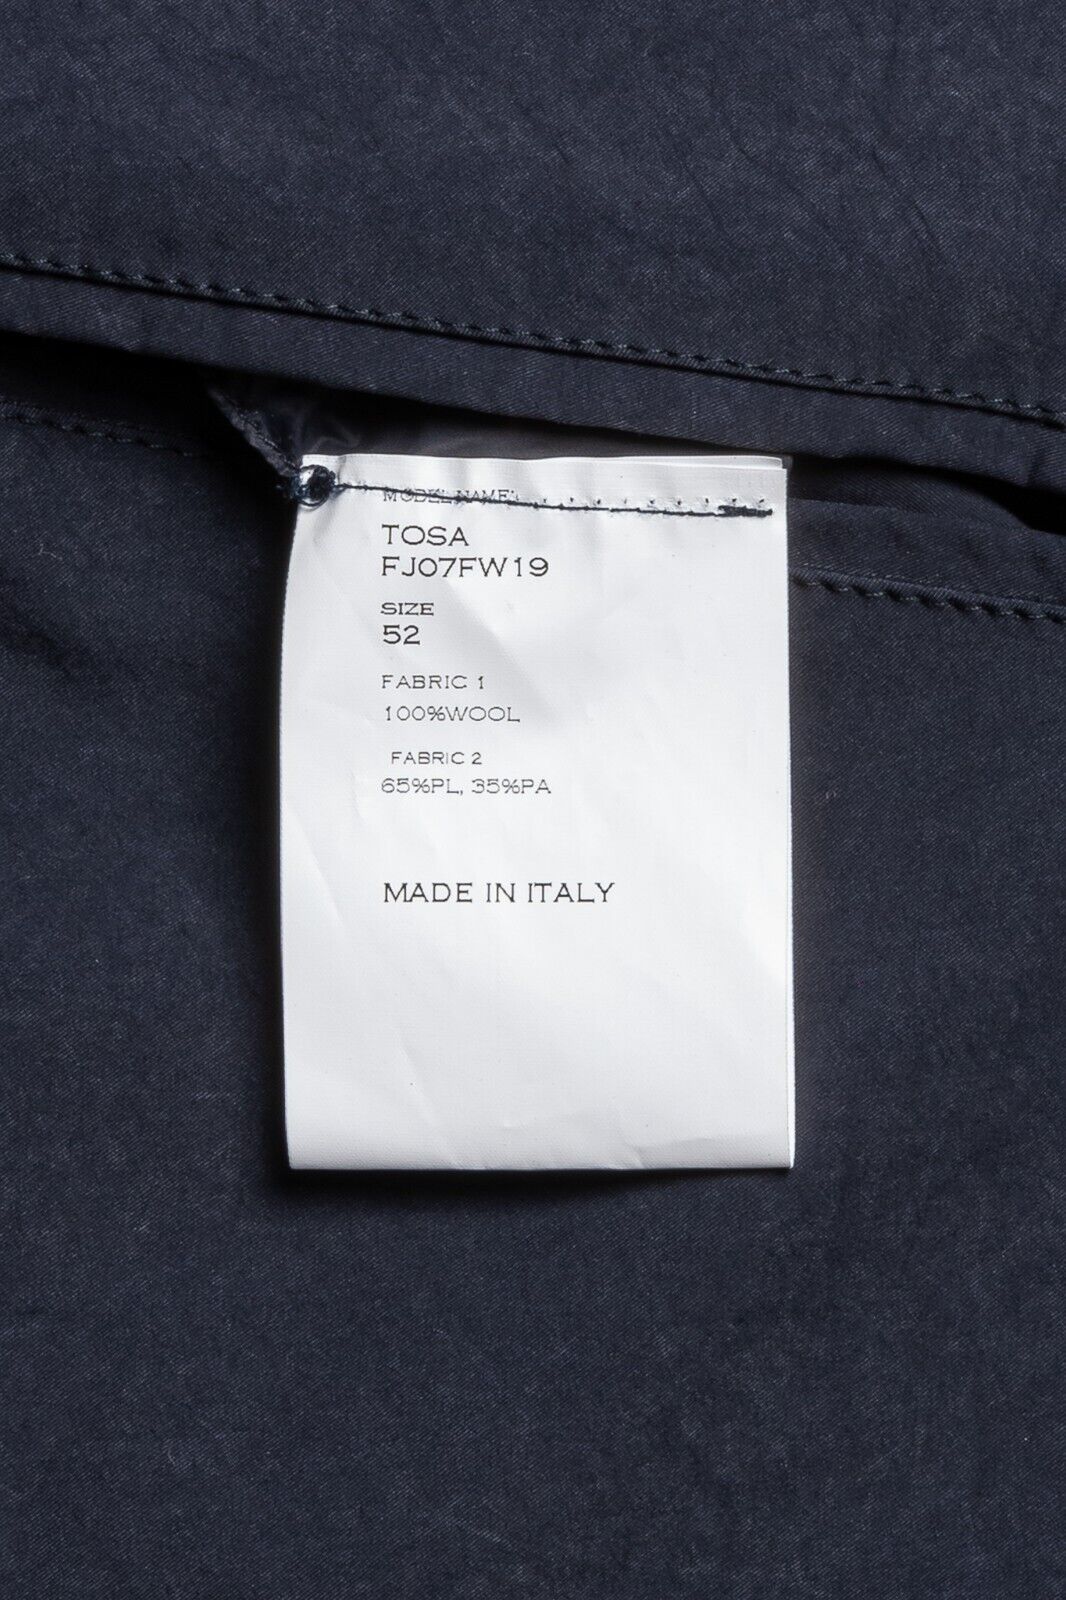 MODEL NAME:
TOSA
FJ07FW19
SIZE
52
FABRIC 1
100%WOOL
FABRIC 2
65%PL, 35%PA
MADE IN ITALY